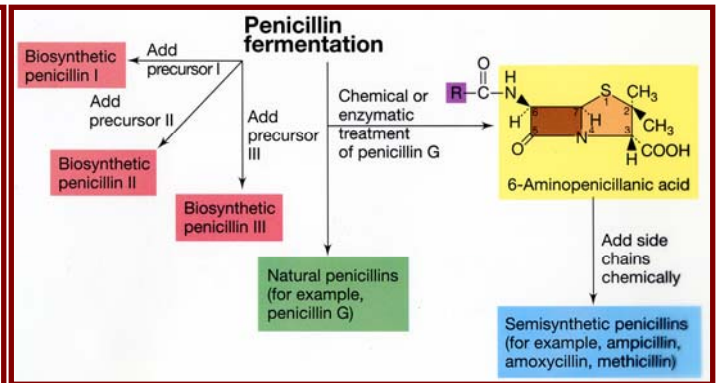 Penicillin
fermentation
Biosynthetic
penicillin I
Add
precursor I
Add
precursor II
Biosynthetic
penicillin II
Add
precursor
III
Biosynthetic
penicillin III
Chemical or
enzymatic
treatment
of penicillin G
Natural penicillins
(for example,
penicillin G)
O
H
R–C–N
S
1
CH3
2
CH3
6
7
H
H
5
4
3
O
N
H
COOH
6-Aminopenicillanic acid
Add side
chains
chemically
Semisynthetic penicillins
(for example, ampicillin,
amoxycillin, methicillin)